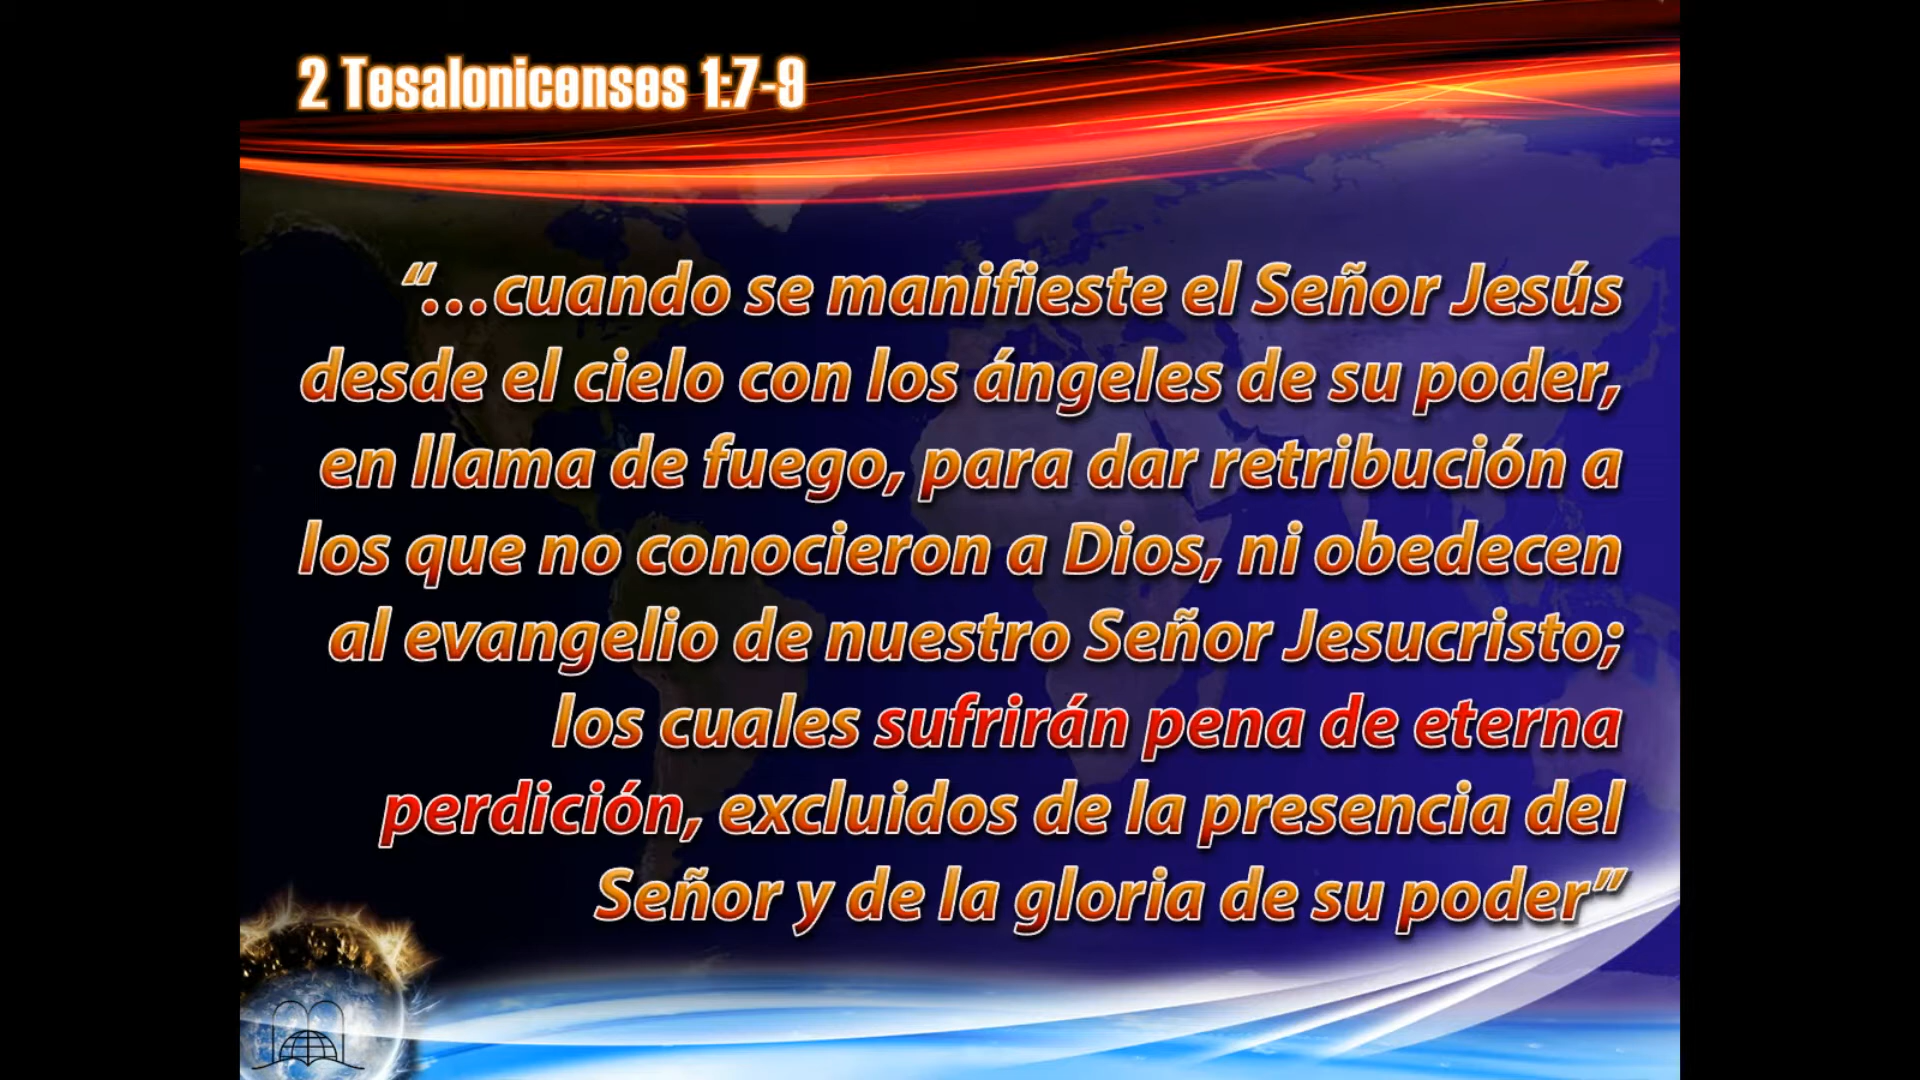 2 Tesalonicenses 1:7-9
“…cuando se manifieste el Señor Jesús
desde el cielo con los ángeles de su poder,
en llama de fuego, para dar retribución a
los que no conocieron a Dios, ni obedecen
al evangelio de nuestro Señor Jesucristo;
los cuales sufrirán pena de eterna
perdición, excluidos de la presencia del
Señor y de la gloria de su poder”